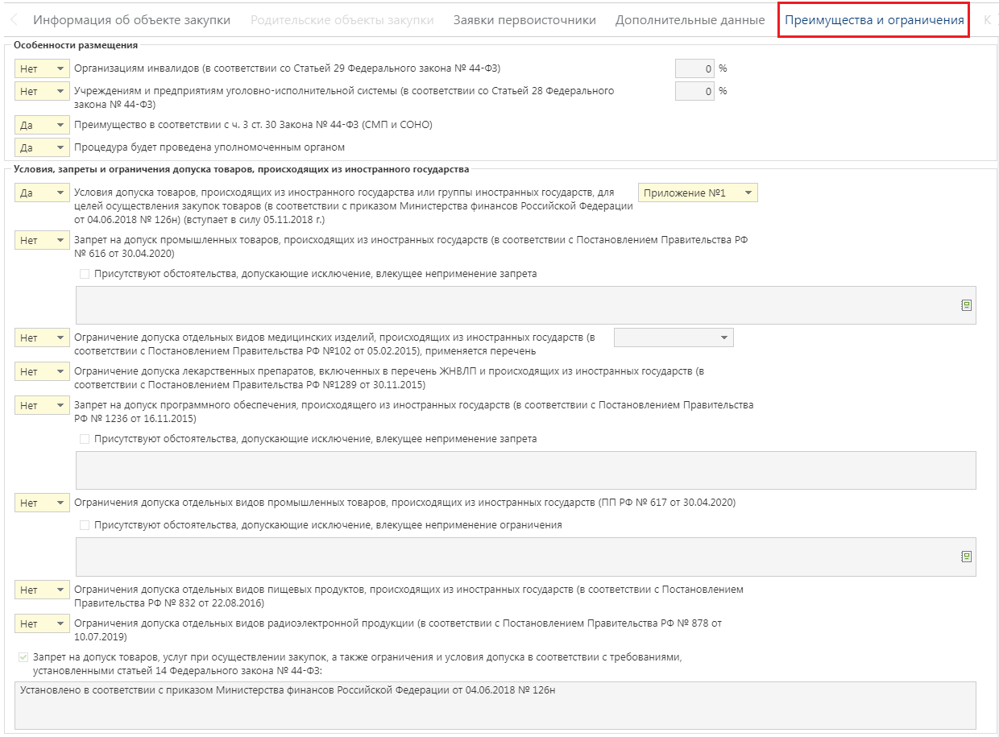 Информация об объекте закупки Родительские объекты закупки Заявки первоисточники Дополнительные данные Преимущества и ограничения К
Особенности размещения
Нет Организациям инвалидов (в соответствии со Статьей 29 Федерального закона № 44-ФЗ) 0 %
Нет Учреждениям и предприятиям уголовно-исполнительной системы (в соответствии со Статьей 28 Федерального 0 %
закона № 44-ФЗ)
Да Преимущество в соответствии с ч. 3 ст. 30 Закона № 44-ФЗ (СМП и СОНО)
Да Процедура будет проведена уполномоченным органом
Условия, запреты и ограничения допуска товаров, происходящих из иностранного государства
Да Условия допуска товаров, происходящих из иностранного государства или группы иностранных государств, для Приложение №1
целей осуществления закупок товаров (в соответствии с приказом Министерства финансов Российской Федерации
от 04.06.2018 № 126н) (вступает в силу 05.11.2018 г.)
Нет Запрет на допуск промышленных товаров, происходящих из иностранных государств (в соответствии с Постановлением Правительства РФ
№ 616 от 30.04.2020)
Присутствуют обстоятельства, допускающие исключение, влекущее неприменение запрета
Нет Ограничение допуска отдельных видов медицинских изделий, происходящих из иностранных государств (в
соответствии с Постановлением Правительства РФ №102 от 05.02.2015), применяется перечень
Нет Ограничение допуска лекарственных препаратов, включенных в перечень ЖНВЛП и происходящих из иностранных государств (в
соответствии с Постановлением Правительства РФ №1289 от 30.11.2015)
Нет Запрет на допуск программного обеспечения, происходящего из иностранных государств (в соответствии с Постановлением Правительства
РФ № 1236 от 16.11.2015)
Присутствуют обстоятельства, допускающие исключение, влекущее неприменение запрета
Нет Ограничения допуска отдельных видов промышленных товаров, происходящих из иностранных государств (ПП РФ № 617 от 30.04.2020)
Присутствуют обстоятельства, допускающие исключение, влекущее неприменение ограничения
Нет Ограничения допуска отдельных видов пищевых продуктов, происходящих из иностранных государств (в соответствии с Постановлением
Правительства РФ № 832 от 22.08.2016)
Нет Ограничения допуска отдельных видов радиоэлектронной продукции (в соответствии с Постановлением Правительства РФ № 878 от
10.07.2019)
Запрет на допуск товаров, услуг при осуществлении закупок, а также ограничения и условия допуска в соответствии с требованиями,
установленными статьей 14 Федерального закона № 44-ФЗ:
Установлено в соответствии с приказом Министерства финансов Российской Федерации от 04.06.2018 № 126н